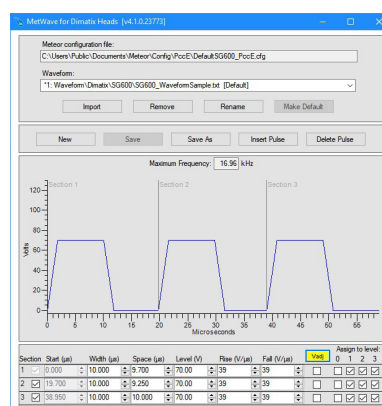 MetWave for Dimatix Heads [v4.1.0.23773]
Meteor configuration file:
C:\Users\Public\Documents\Meteor\Config\PccE\DefaultSG600_PccE.cfg
Waveform:
*1: Waveform\Dimatix\SG600\SG600_WaveformSample.txt [Default]
Import Remove Rename Make Default
New Save Save As Insert Pulse Delete Pulse
Maximum Frequency: 16.96 kHz
Section 1 Section 2 Section 3
120
100
80
60
40
20
0
Volts
0 5 10 15 20 25 30 35 40 45 50 55 60 65
Microseconds
Assign to level:
Section Start (µs) Width (µs) Space (µs) Level (V) Rise (V/µs) Fall (V/µs) Vadj 0 1 2 3
1 0.000 10.000 9.700 70.00 39 39
2 19.700 10.000 9.250 70.00 39 39
3 38.950 10.000 10.000 70.00 39 39